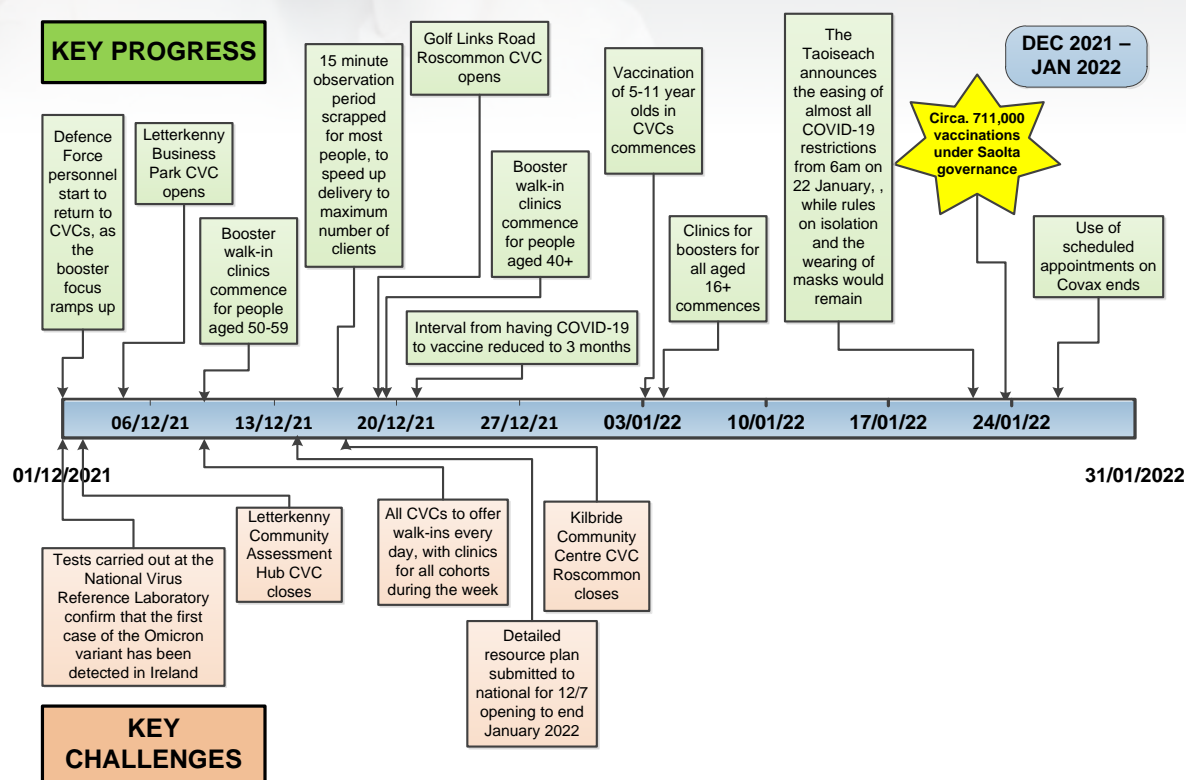 KEY PROGRESS
DEC 2021 –
JAN 2022
Defence
Force
personnel
start to
return to
CVCs, as
the
booster
focus
ramps up
Letterkenny
Business
Park CVC
opens
Booster
walk-in
clinics
commence
for people
aged 50-59
15 minute
observation
period
scrapped
for most
people, to
speed up
delivery to
maximum
number of
clients
Golf Links Road
Roscommon CVC
opens
Booster
walk-in clinics
commence
for people
aged 40+
Interval from having COVID-19
to vaccine reduced to 3 months
Vaccination
of 5-11 year
olds in
CVCs
commences
Clinics for
boosters for
all aged
16+
commences
The
Taoiseach
announces
the easing of
almost all
COVID-19
restrictions
from 6am on
22 January, ,
while rules
on isolation
and the
wearing of
masks would
remain
Circa. 711,000
vaccinations
under Saolta
governance
Use of
scheduled
appointments on
Covax ends
06/12/21
13/12/21
20/12/21
27/12/21
03/01/22
10/01/22
17/01/22
24/01/22
01/12/2021
31/01/2022
Tests carried out at the
National Virus
Reference Laboratory
confirm that the first
case of the Omicron
variant has been
detected in Ireland
Letterkenny
Community
Assessment
Hub CVC
closes
All CVCs to offer
walk-ins every
day, with clinics
for all cohorts
during the week
Detailed
resource plan
submitted to
national for 12/7
opening to end
January 2022
Kilbride
Community
Centre CVC
Roscommon
closes
KEY
CHALLENGES